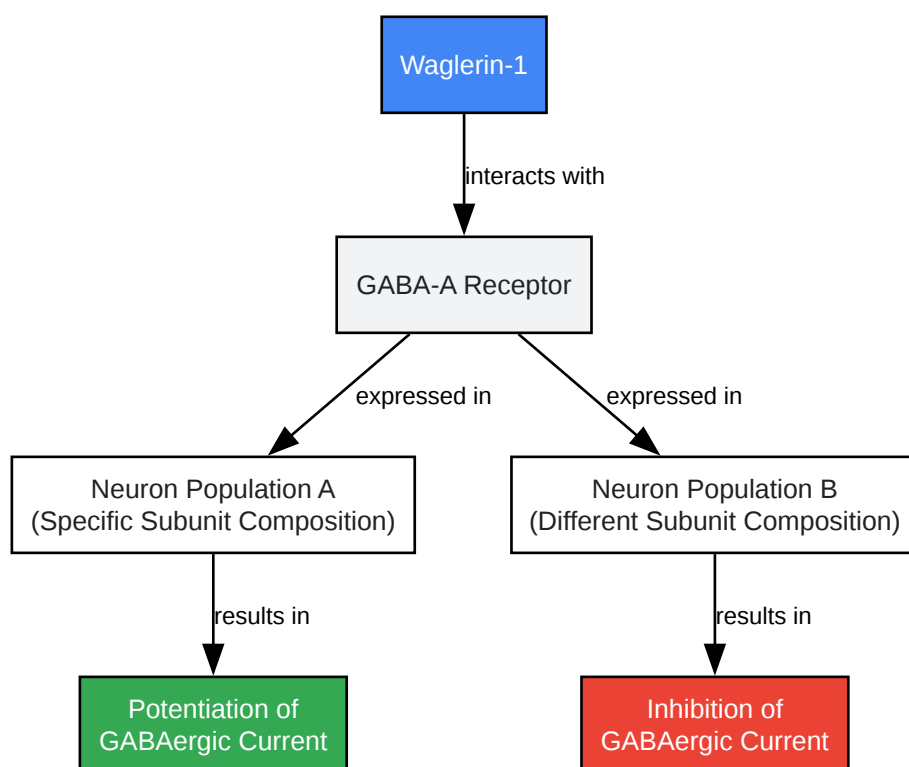 Waglerin-1
interacts with
GABA-A Receptor
expressed in
expressed in
Neuron Population A
(Specific Subunit Composition)
Neuron Population B
(Different Subunit Composition)
results in
results in
Potentiation of
GABAergic Current
Inhibition of
GABAergic Current